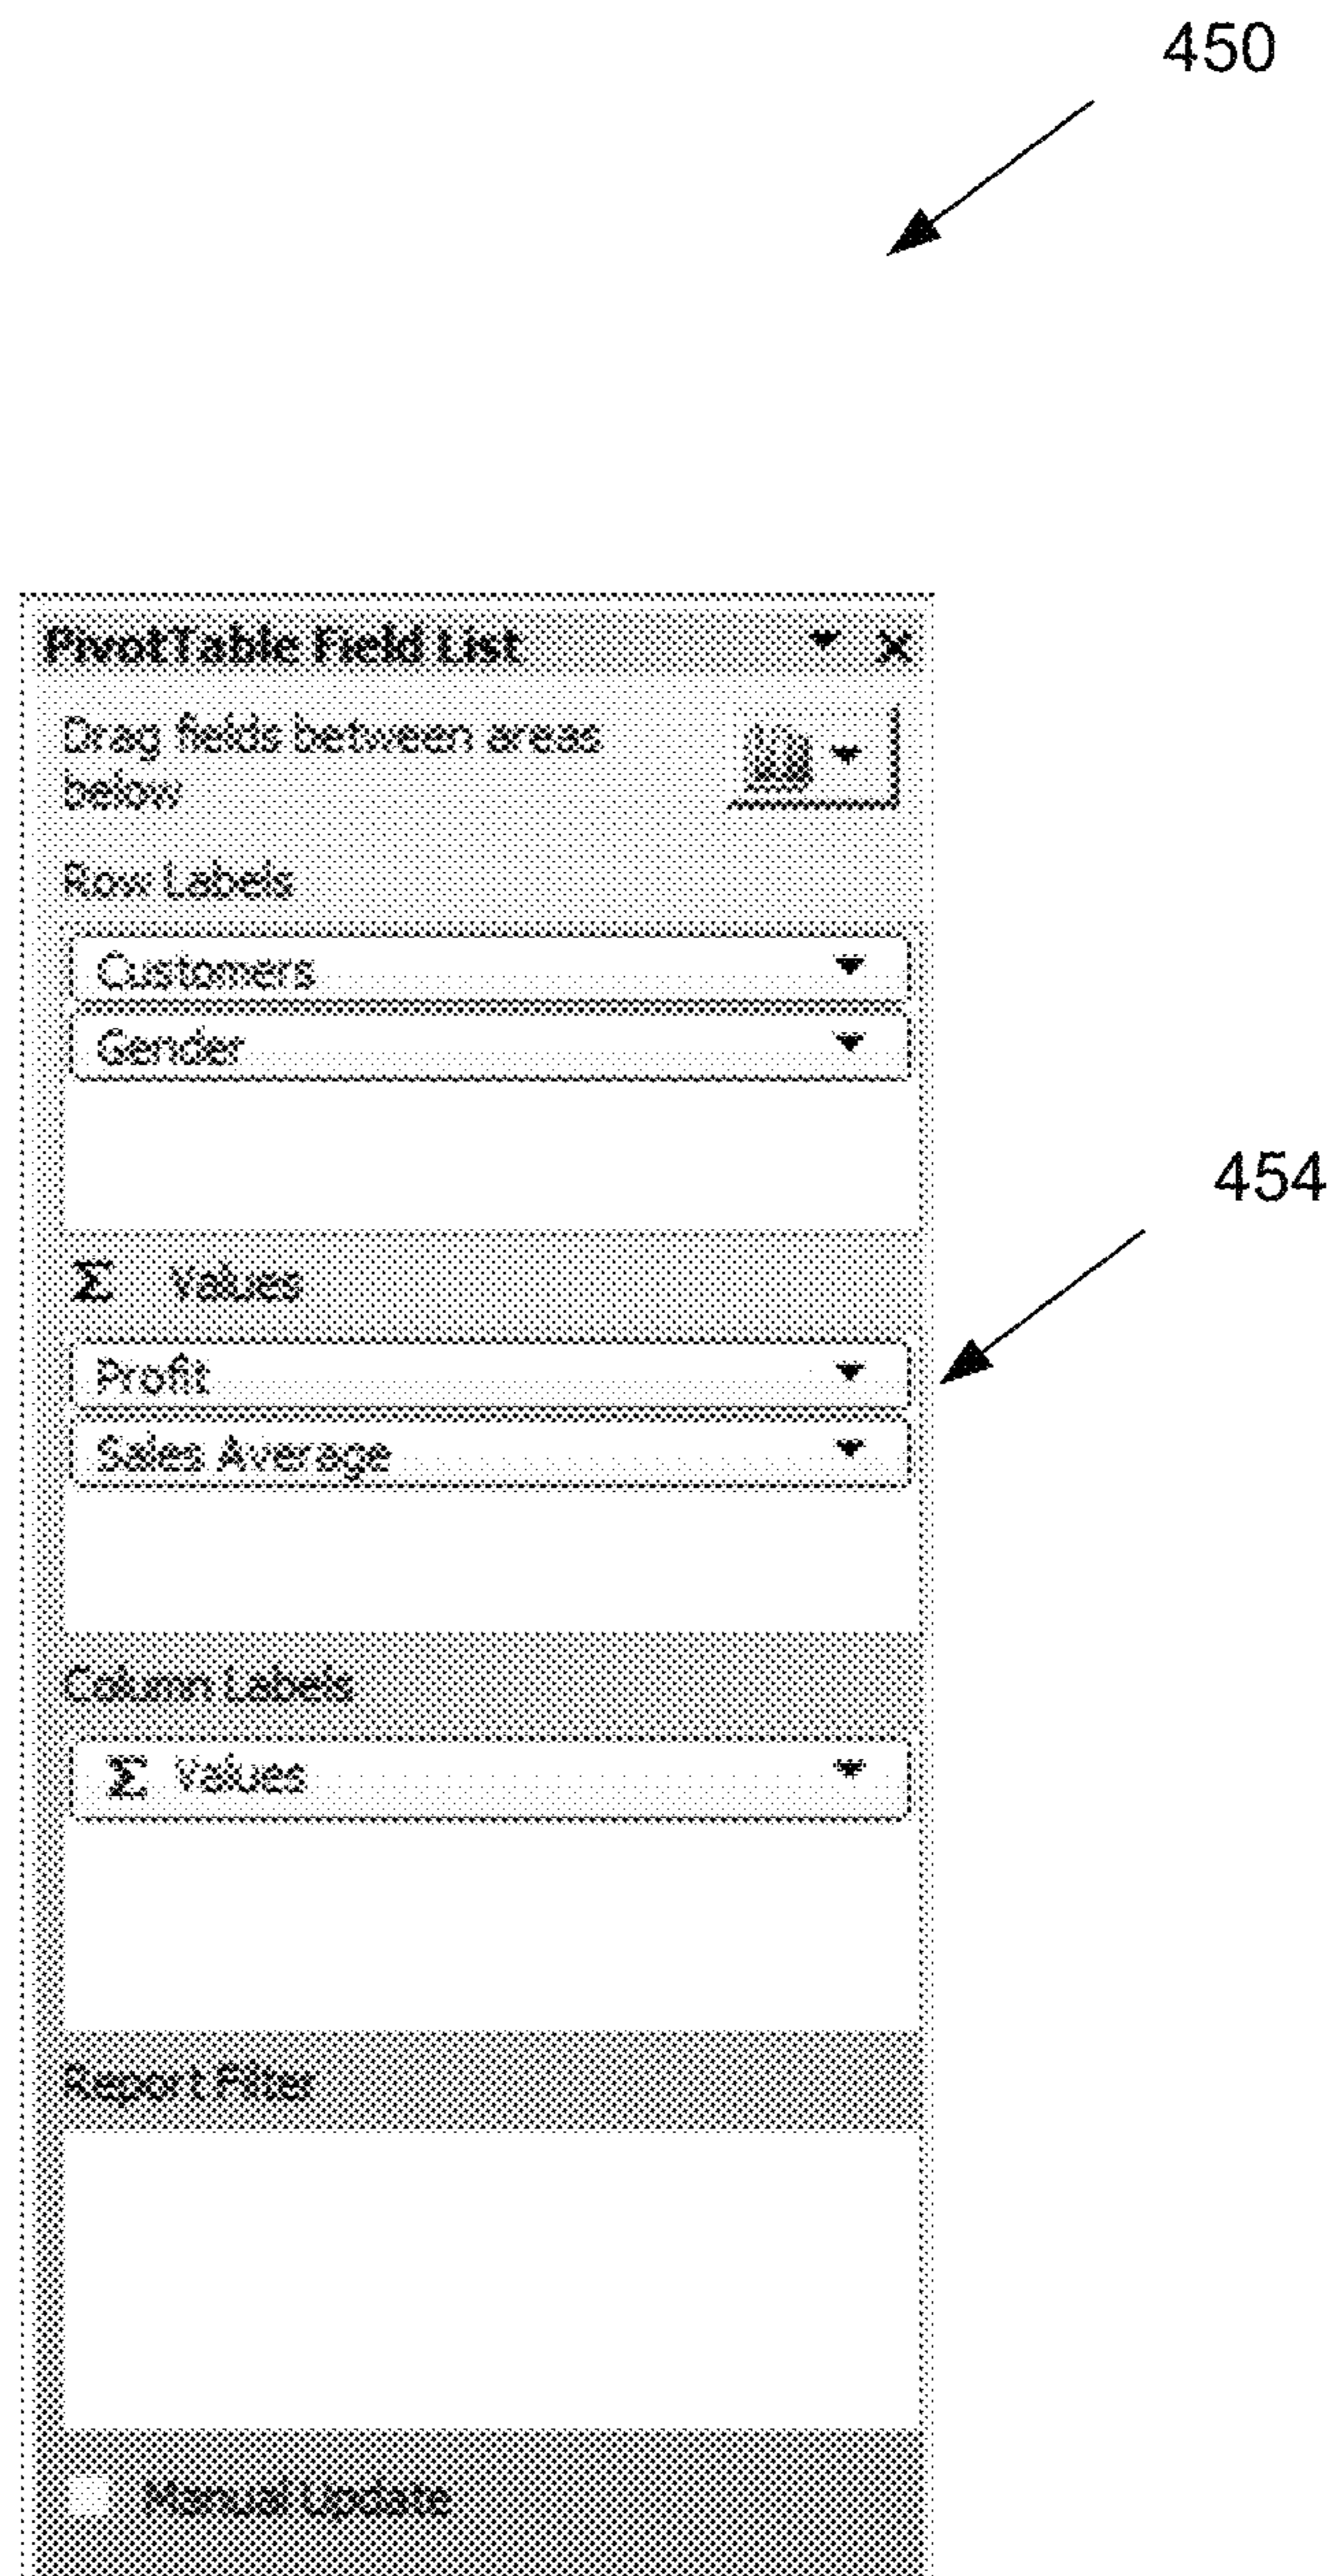 450
PivotTable Field List
Drag fields between areas
below
Row Labels
Customers
Gender
454
Σ Values
Profit
Sales Average
Column Labels
Σ Values
Report Filter
Manual Update